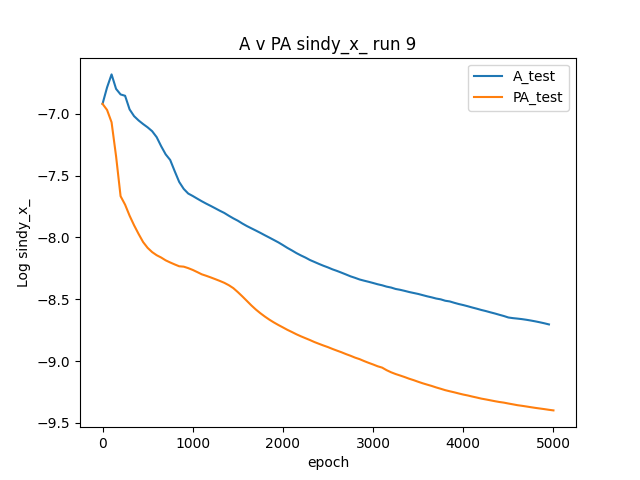 A v PA sindy_x_ run 9
A_test
PA_test
Log sindy_x_
−7.0
−7.5
−8.0
−8.5
−9.0
−9.5
0 1000 2000 3000 4000 5000
epoch